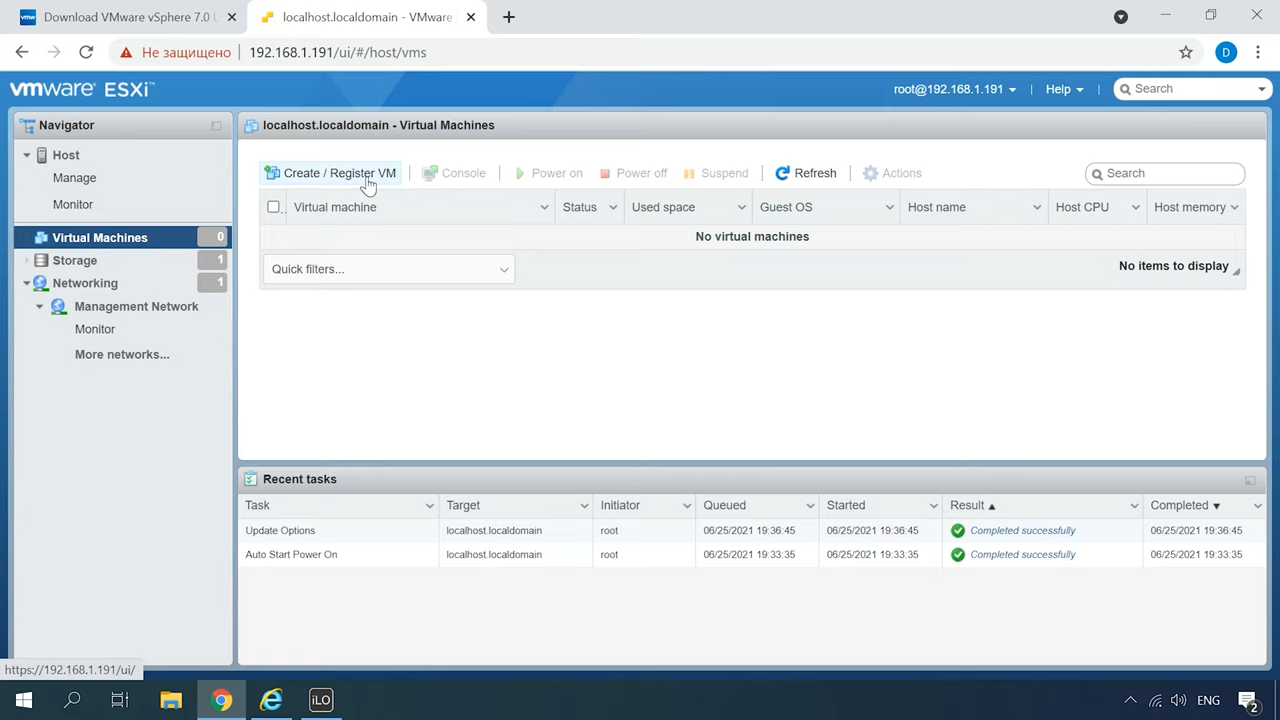 Download VMware vSphere 7.0 U
localhost.localdomain - VMware
Не защищено
192.168.1.191/ui/#/host/vms
D
vmware ESXi™
root@192.168.1.191
Help
Search
Navigator
localhost.localdomain - Virtual Machines
Host
Manage
Monitor
Virtual Machines 0
Storage 1
Networking 1
Management Network
Monitor
More networks...
Create / Register VM
Console
Power on
Power off
Suspend
Refresh
Actions
Search
Virtual machine Status Used space Guest OS Host name Host CPU Host memory
No virtual machines
Quick filters...
No items to display
Recent tasks
Task Target Initiator Queued Started Result Completed
Update Options localhost.localdomain root 06/25/2021 19:36:45 06/25/2021 19:36:45 Completed successfully 06/25/2021 19:36:45
Auto Start Power On localhost.localdomain root 06/25/2021 19:33:35 06/25/2021 19:33:35 Completed successfully 06/25/2021 19:33:35
https://192.168.1.191/ui/
iLO
ENG
2